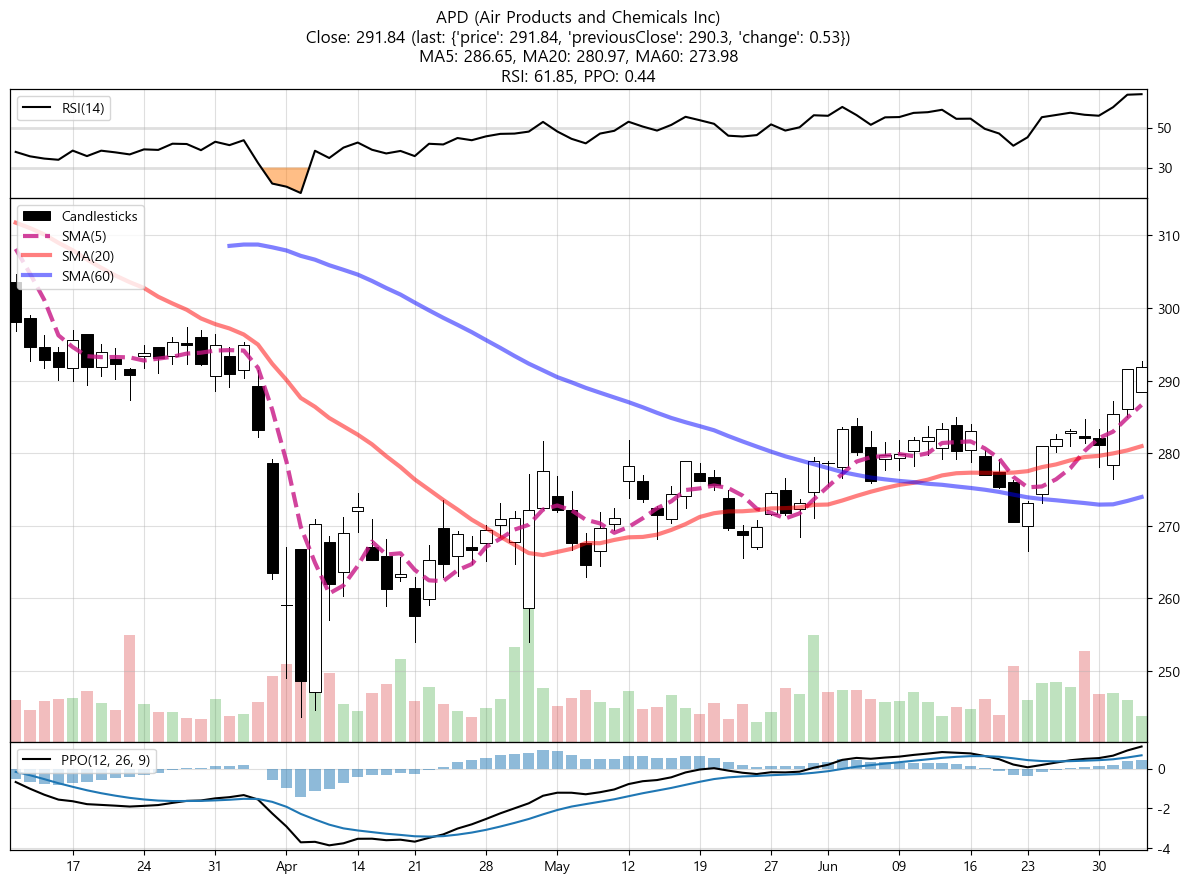 APD (Air Products and Chemicals Inc)
Close: 291.84 (last: {'price': 291.84, 'previousClose': 290.3, 'change': 0.53})
MA5: 286.65, MA20: 280.97, MA60: 273.98
RSI: 61.85, PPO: 0.44
RSI(14)
50
30
Candlesticks
SMA(5)
SMA(20)
SMA(60)
310
300
290
280
270
260
250
PPO(12, 26, 9)
0
-2
-4
17 24 31 Apr 14 21 28 May 12 19 27 Jun 09 16 23 30